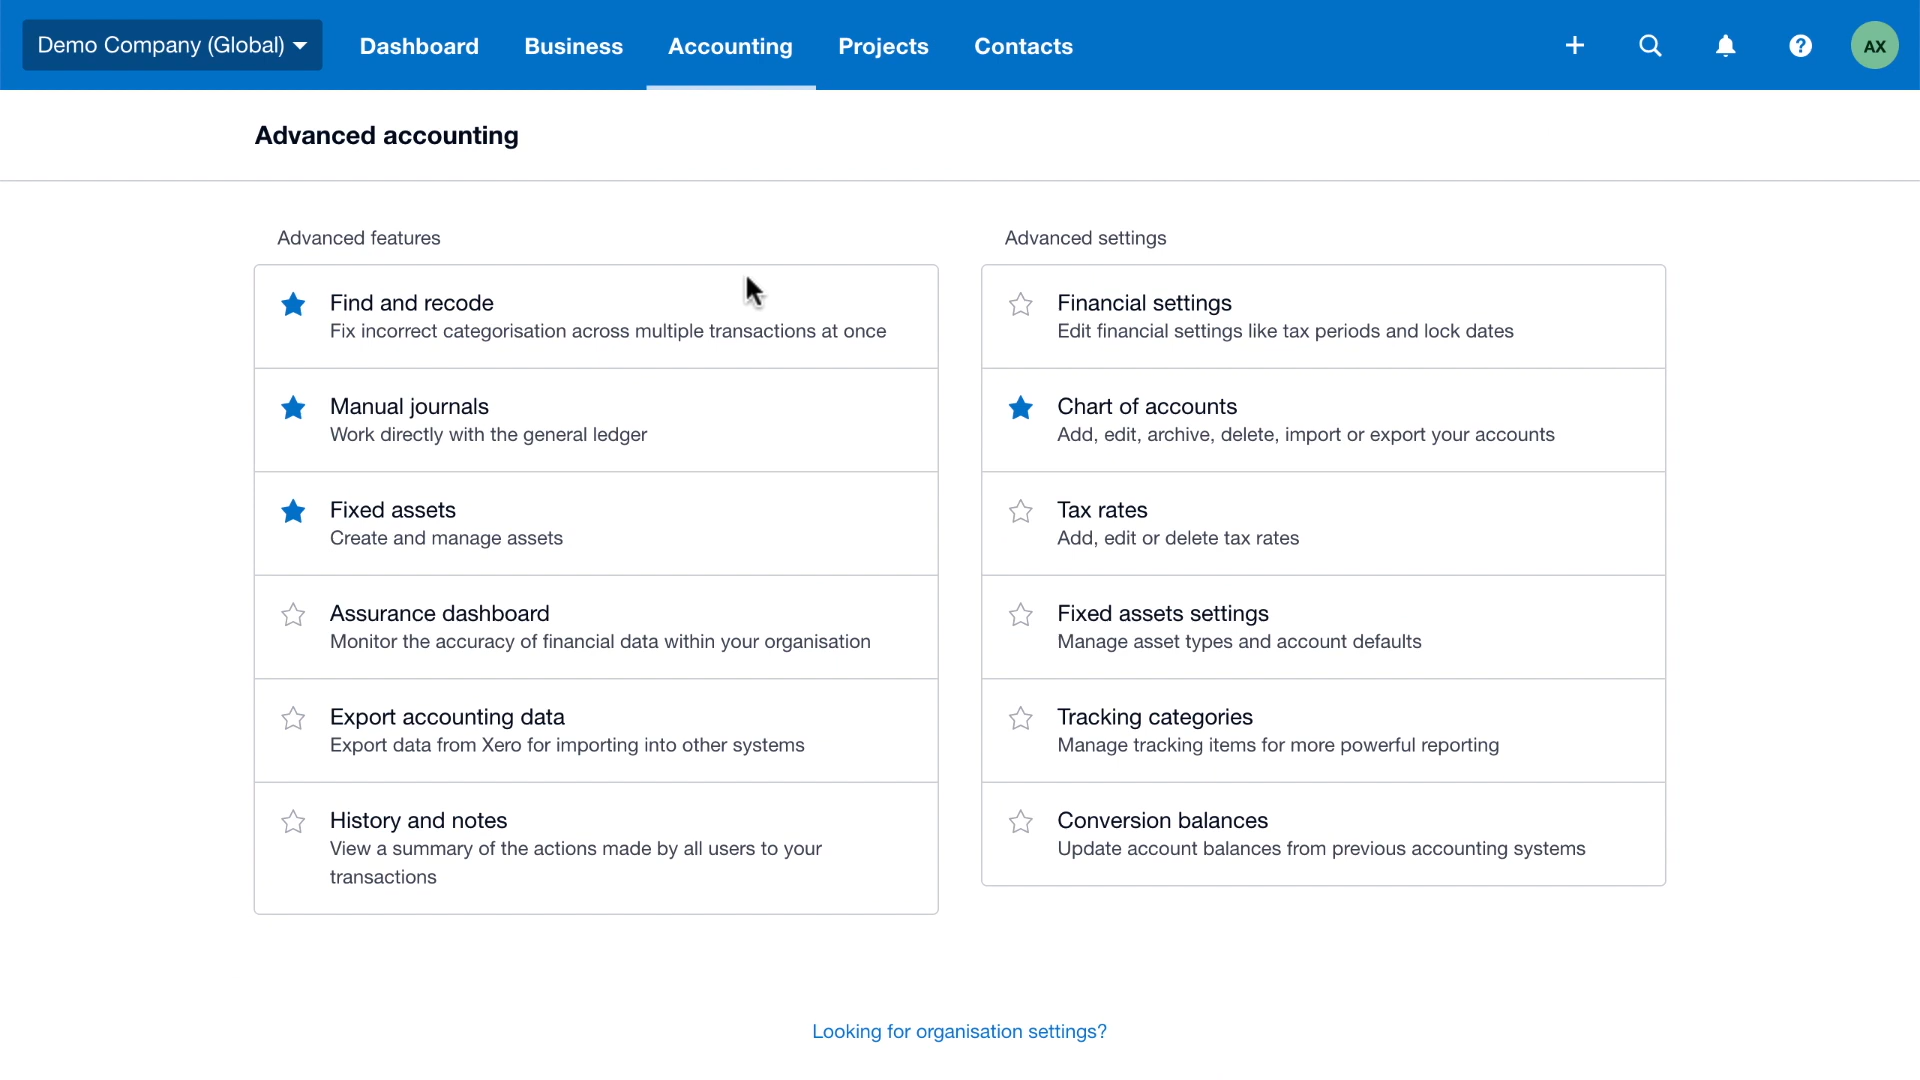 Demo Company (Global)
Dashboard
Business
Accounting
Projects
Contacts
AX
Advanced accounting
Advanced features
Find and recode
Fix incorrect categorisation across multiple transactions at once
Manual journals
Work directly with the general ledger
Fixed assets
Create and manage assets
Assurance dashboard
Monitor the accuracy of financial data within your organisation
Export accounting data
Export data from Xero for importing into other systems
History and notes
View a summary of the actions made by all users to your
transactions
Advanced settings
Financial settings
Edit financial settings like tax periods and lock dates
Chart of accounts
Add, edit, archive, delete, import or export your accounts
Tax rates
Add, edit or delete tax rates
Fixed assets settings
Manage asset types and account defaults
Tracking categories
Manage tracking items for more powerful reporting
Conversion balances
Update account balances from previous accounting systems
Looking for organisation settings?